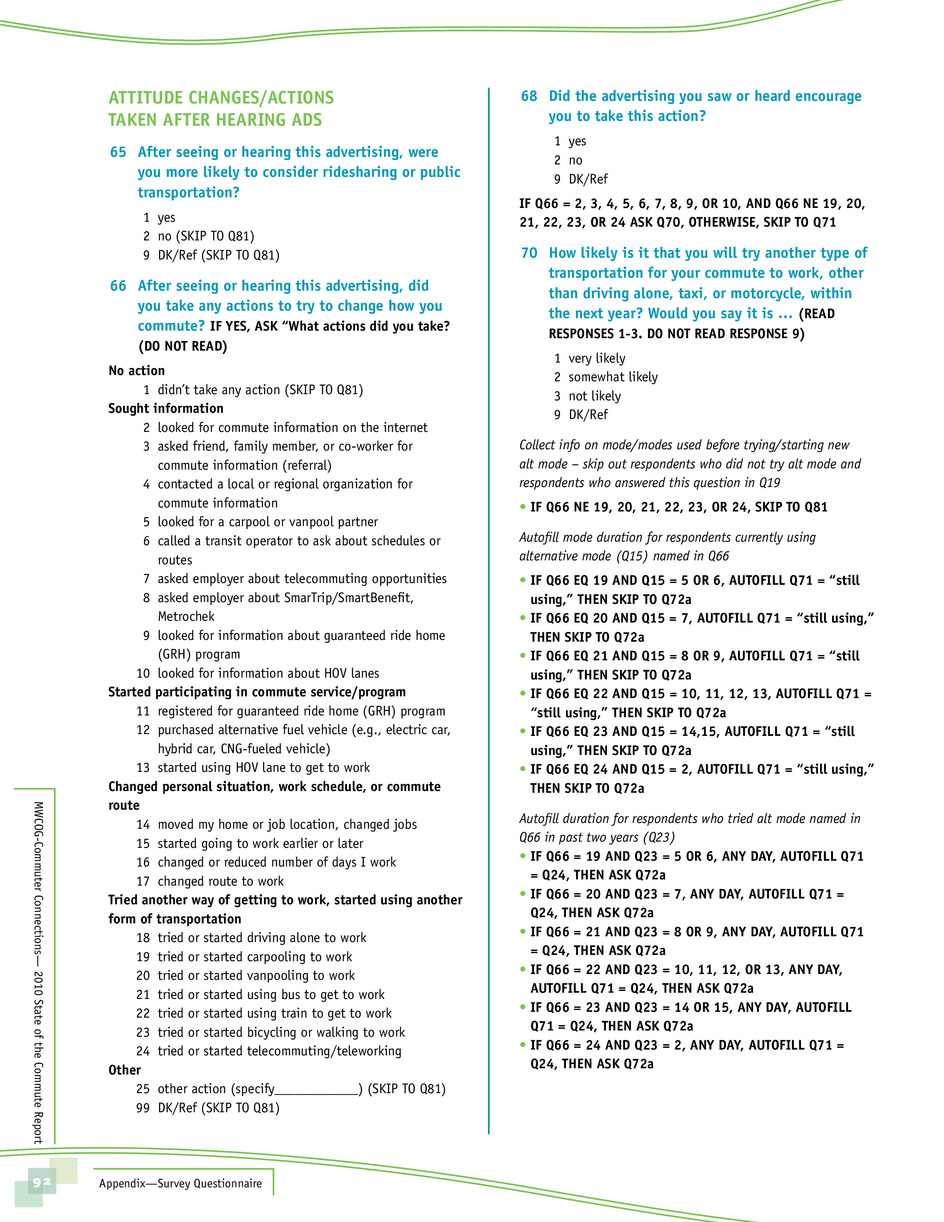 ATTITUDE CHANGES/ACTIONS
TAKEN AFTER HEARING ADS
65 After seeing or hearing this advertising, were
you more likely to consider ridesharing or public
transportation?
1 yes
2 no (SKIP TO Q81)
9 DK/Ref (SKIP TO Q81)
66 After seeing or hearing this advertising, did
you take any actions to try to change how you
commute? IF YES, ASK “What actions did you take?
(DO NOT READ)
No action
1 didn’t take any action (SKIP TO Q81)
Sought information
2 looked for commute information on the internet
3 asked friend, family member, or co-worker for
commute information (referral)
4 contacted a local or regional organization for
commute information
5 looked for a carpool or vanpool partner
6 called a transit operator to ask about schedules or
routes
7 asked employer about telecommuting opportunities
8 asked employer about SmarTrip/SmartBenefit,
Metrochek
9 looked for information about guaranteed ride home
(GRH) program
10 looked for information about HOV lanes
Started participating in commute service/program
11 registered for guaranteed ride home (GRH) program
12 purchased alternative fuel vehicle (e.g., electric car,
hybrid car, CNG-fueled vehicle)
13 started using HOV lane to get to work
Changed personal situation, work schedule, or commute
route
14 moved my home or job location, changed jobs
15 started going to work earlier or later
16 changed or reduced number of days I work
17 changed route to work
Tried another way of getting to work, started using another
form of transportation
18 tried or started driving alone to work
19 tried or started carpooling to work
20 tried or started vanpooling to work
21 tried or started using bus to get to work
22 tried or started using train to get to work
23 tried or started bicycling or walking to work
24 tried or started telecommuting/teleworking
Other
25 other action (specify____________) (SKIP TO Q81)
99 DK/Ref (SKIP TO Q81)
68 Did the advertising you saw or heard encourage
you to take this action?
1 yes
2 no
9 DK/Ref
IF Q66 = 2, 3, 4, 5, 6, 7, 8, 9, OR 10, AND Q66 NE 19, 20,
21, 22, 23, OR 24 ASK Q70, OTHERWISE, SKIP TO Q71
70 How likely is it that you will try another type of
transportation for your commute to work, other
than driving alone, taxi, or motorcycle, within
the next year? Would you say it is … (READ
RESPONSES 1-3. DO NOT READ RESPONSE 9)
1 very likely
2 somewhat likely
3 not likely
9 DK/Ref
Collect info on mode/modes used before trying/starting new
alt mode – skip out respondents who did not try alt mode and
respondents who answered this question in Q19
• IF Q66 NE 19, 20, 21, 22, 23, OR 24, SKIP TO Q81
Autofill mode duration for respondents currently using
alternative mode (Q15) named in Q66
• IF Q66 EQ 19 AND Q15 = 5 OR 6, AUTOFILL Q71 = “still
using,” THEN SKIP TO Q72a
• IF Q66 EQ 20 AND Q15 = 7, AUTOFILL Q71 = “still using,”
THEN SKIP TO Q72a
• IF Q66 EQ 21 AND Q15 = 8 OR 9, AUTOFILL Q71 = “still
using,” THEN SKIP TO Q72a
• IF Q66 EQ 22 AND Q15 = 10, 11, 12, 13, AUTOFILL Q71 =
“still using,” THEN SKIP TO Q72a
• IF Q66 EQ 23 AND Q15 = 14,15, AUTOFILL Q71 = “still
using,” THEN SKIP TO Q72a
• IF Q66 EQ 24 AND Q15 = 2, AUTOFILL Q71 = “still using,”
THEN SKIP TO Q72a
Autofill duration for respondents who tried alt mode named in
Q66 in past two years (Q23)
• IF Q66 = 19 AND Q23 = 5 OR 6, ANY DAY, AUTOFILL Q71
= Q24, THEN ASK Q72a
• IF Q66 = 20 AND Q23 = 7, ANY DAY, AUTOFILL Q71 =
Q24, THEN ASK Q72a
• IF Q66 = 21 AND Q23 = 8 OR 9, ANY DAY, AUTOFILL Q71
= Q24, THEN ASK Q72a
• IF Q66 = 22 AND Q23 = 10, 11, 12, OR 13, ANY DAY,
AUTOFILL Q71 = Q24, THEN ASK Q72a
• IF Q66 = 23 AND Q23 = 14 OR 15, ANY DAY, AUTOFILL
Q71 = Q24, THEN ASK Q72a
• IF Q66 = 24 AND Q23 = 2, ANY DAY, AUTOFILL Q71 =
Q24, THEN ASK Q72a
MWCOG-Commuter Connections— 2010 State of the Commute Report
92
Appendix—Survey Questionnaire